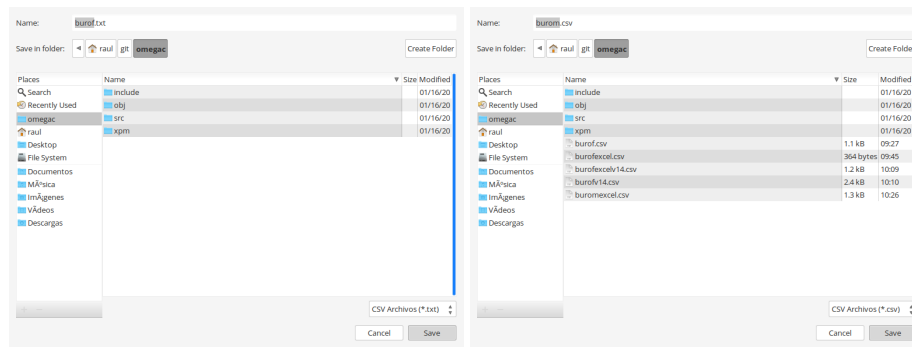 Name: burof.txt
Save in folder: raul git omegac Create Folder
Places Name Size Modified
Search include 01/16/20
Recently Used obj 01/16/20
omegac src 01/16/20
raul xpm 01/16/20
Desktop
File System
Documentos
MÃºsica
ImÃ¡genes
VÃ­deos
Descargas
CSV Archivos (*.txt)
Cancel Save
Name: burom.csv
Save in folder: raul git omegac Create Folde
Places Name Size Modified
Search include 01/16/20
Recently Used obj 01/16/20
omegac src 01/16/20
raul xpm 01/16/20
Desktop burof.csv 1.1 kB 09:27
File System burofexcel.csv 364 bytes 09:45
Documentos burofexcelv14.csv 1.2 kB 10:09
MÃºsica burofv14.csv 2.4 kB 10:10
ImÃ¡genes buromexcel.csv 1.3 kB 10:26
VÃ­deos
Descargas
CSV Archivos (*.csv)
Cancel Save